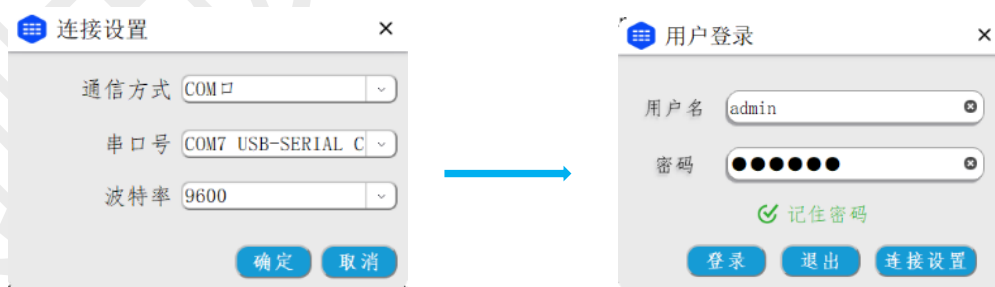 连接设置
通信方式 COM口
串口号 COM7 USB-SERIAL C
波特率 9600
确定 取消
用户登录
用户名 admin
密码 ●●●●●●
记住密码
登录 退出 连接设置